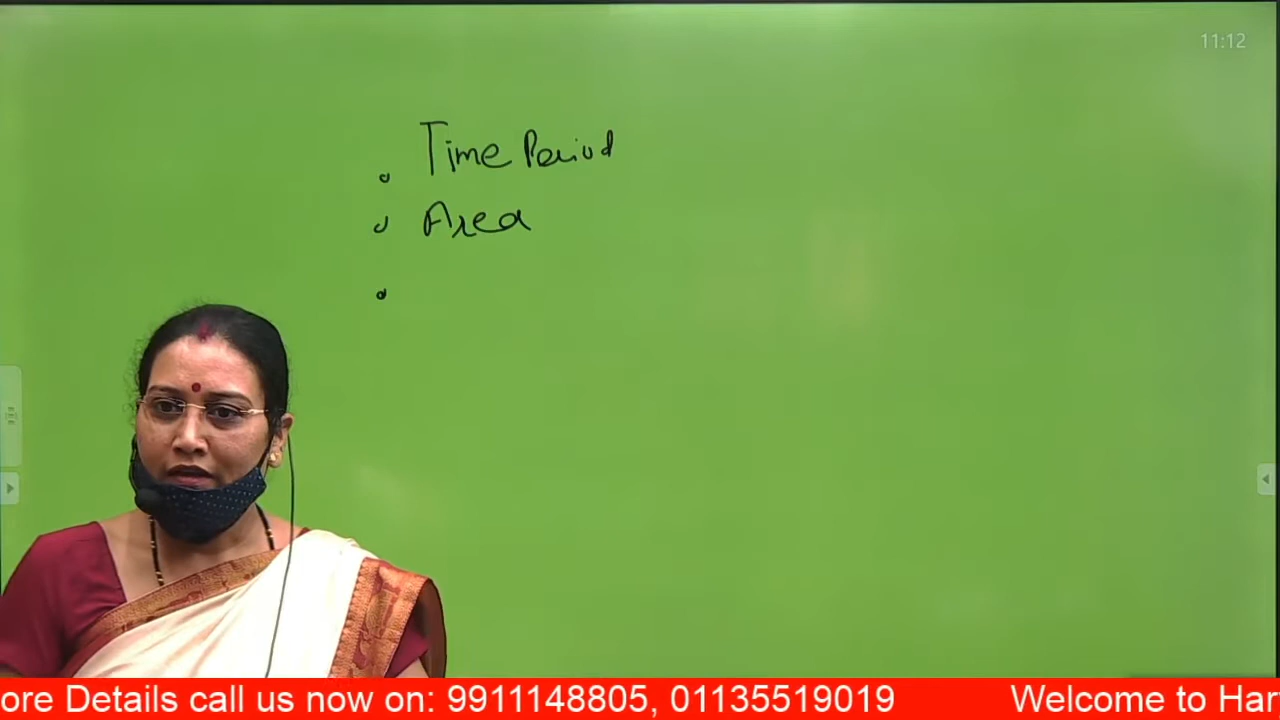 11:12
Time Period
Area
ore Details call us now on: 9911148805, 01135519019 Welcome to Har